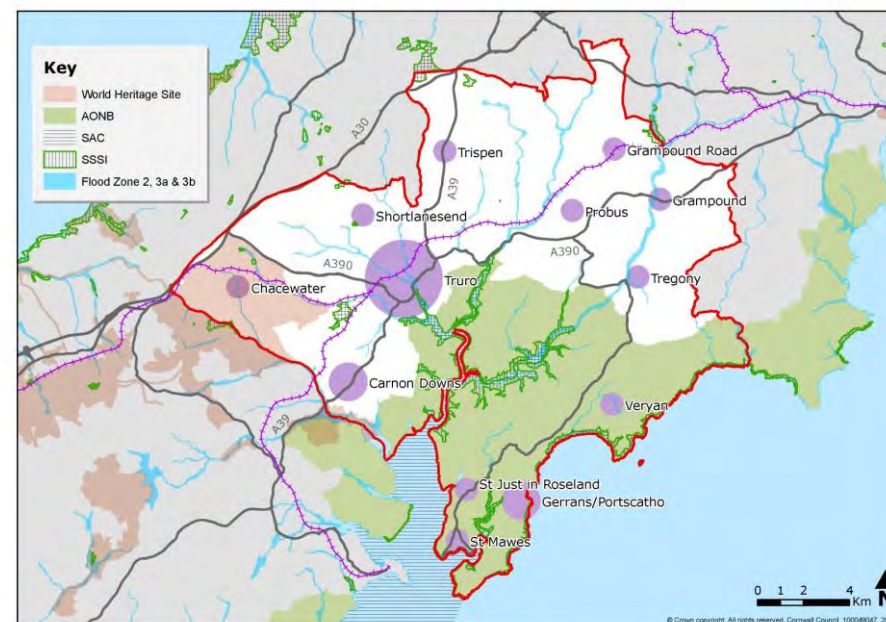 Key
World Heritage Site
AONB
SAC
SSSI
Flood Zone 2, 3a & 3b
A30
Trispen
A39
Grampound Road
Shortlanesend
Probus
Grampound
A390
A390
Truro
Tregony
Chacewater
Carnon Downs
A39
Veryan
St Just in Roseland
Gerrans/Portscatho
St Mawes
0 1 2 4
Km
N
© Crown copyright. All rights reserved. Cornwall Council, 100049047, 2